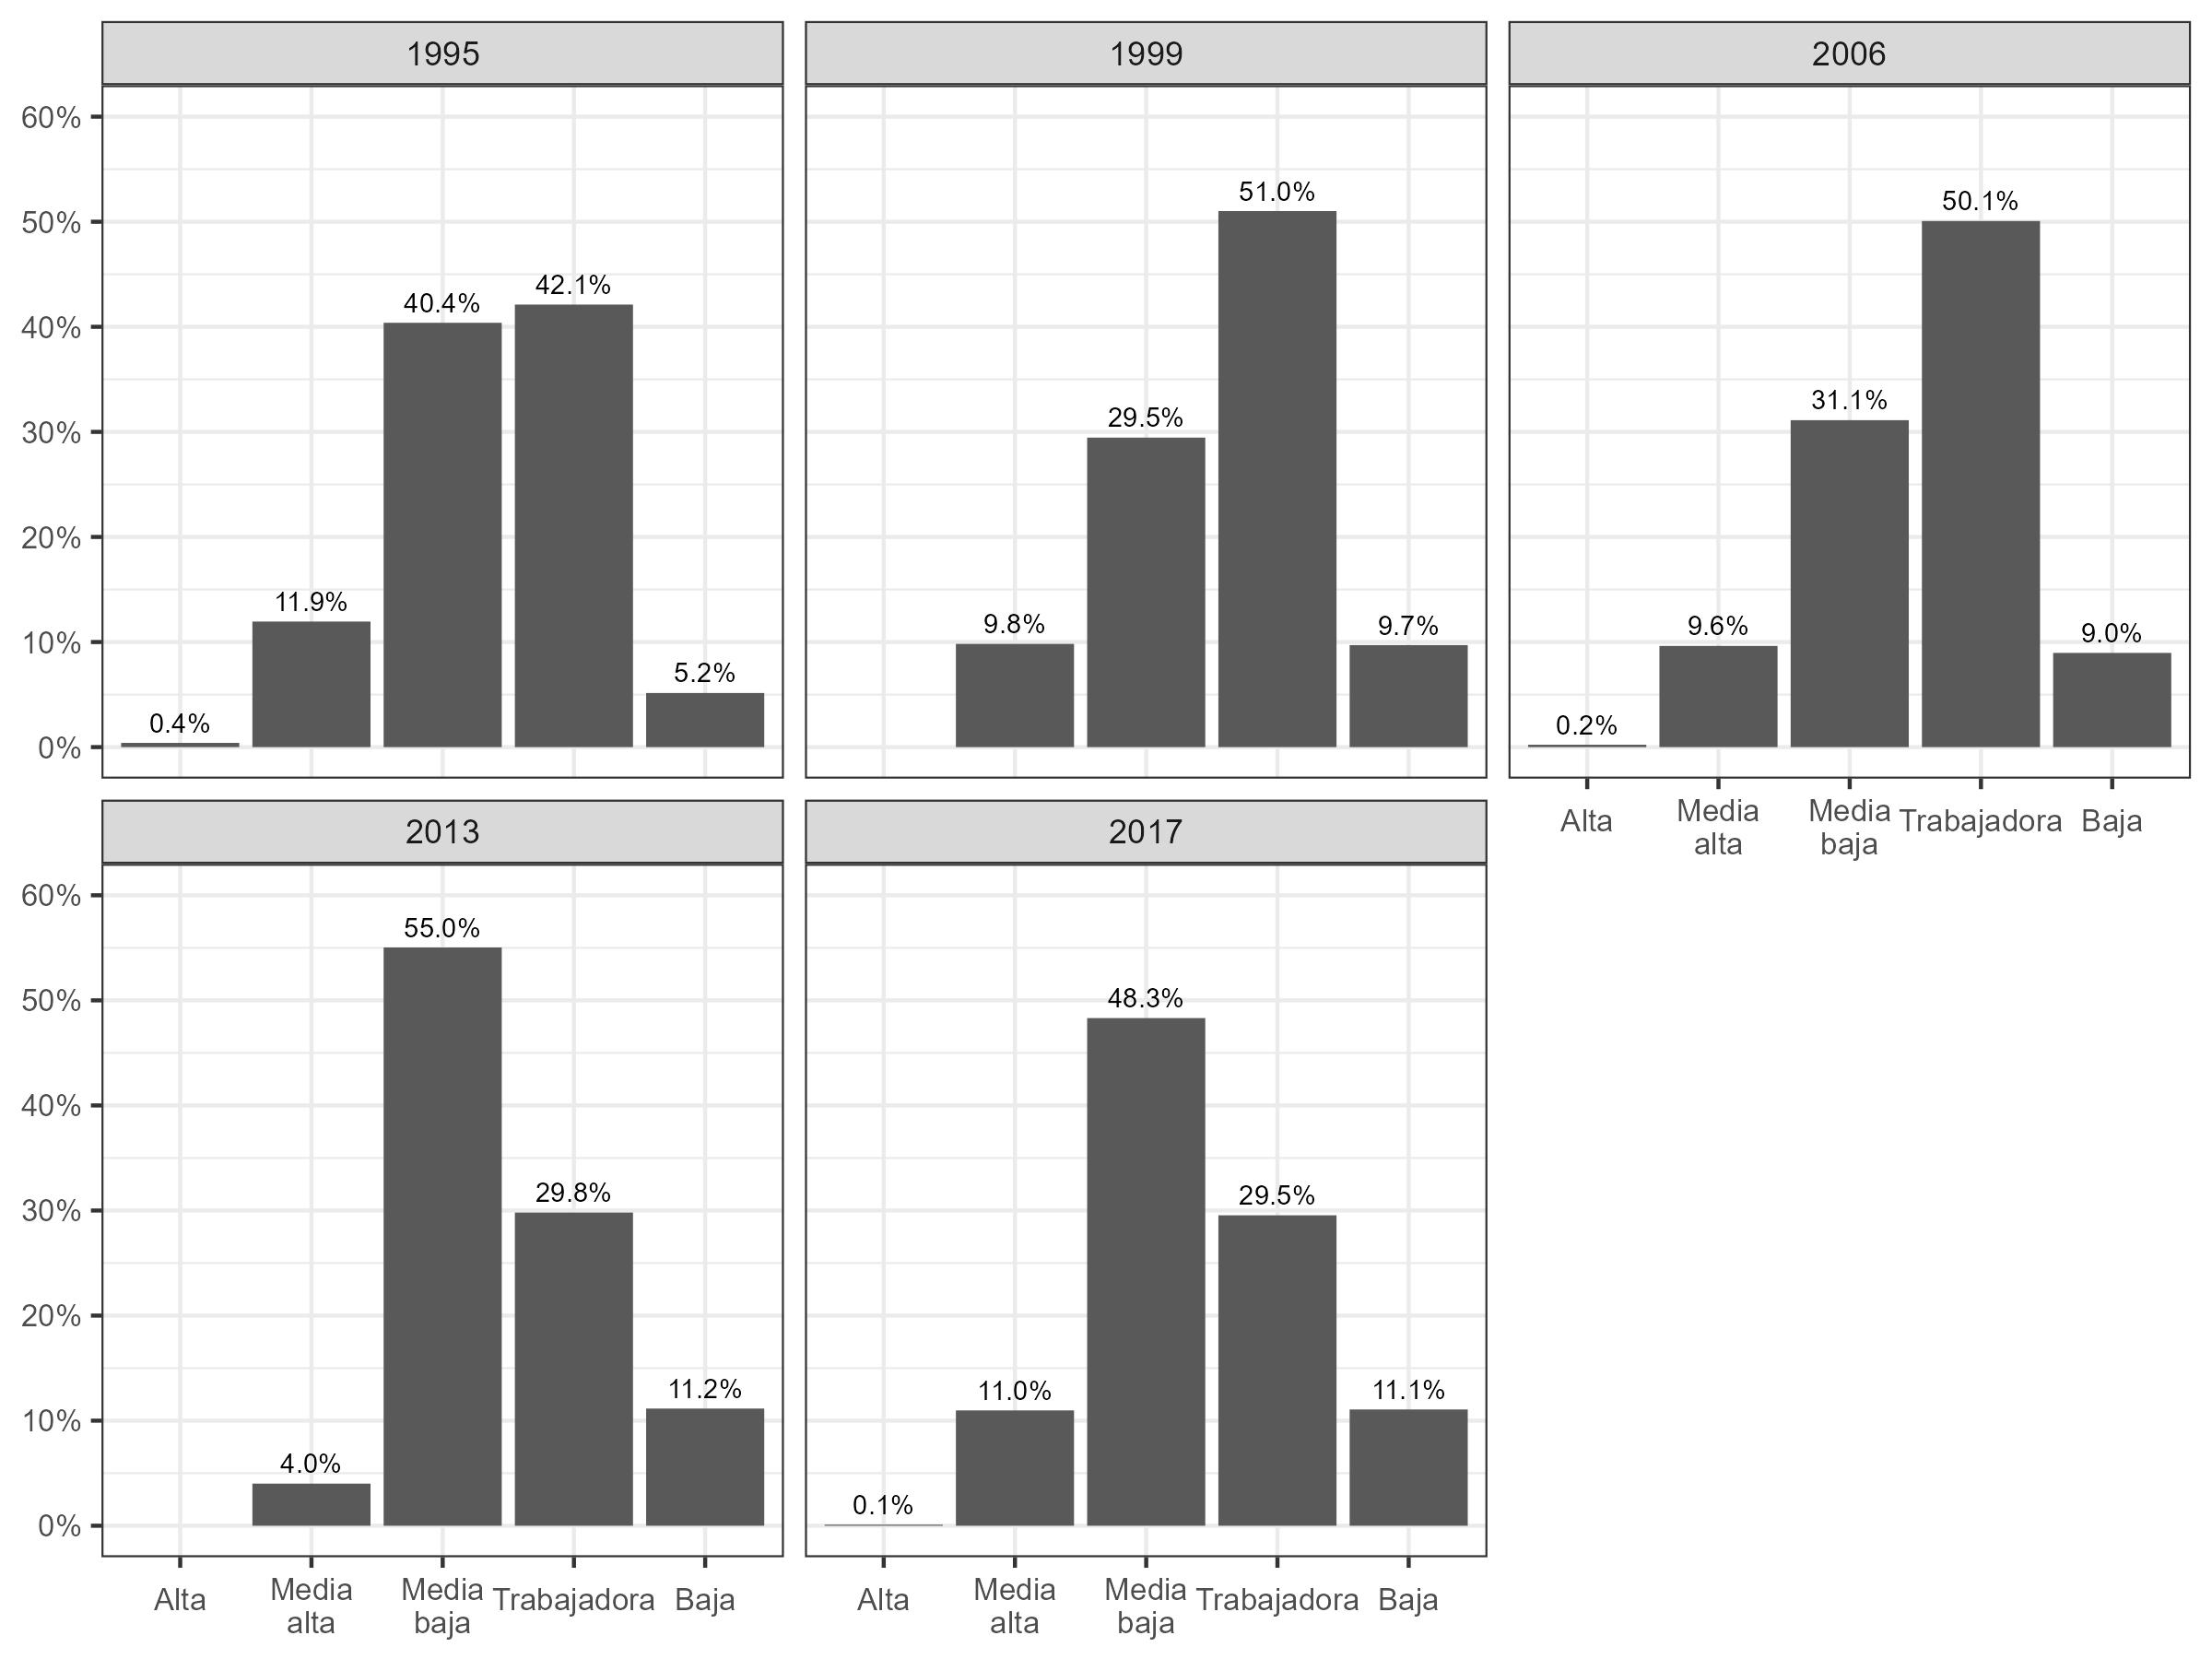 1995
1999
2006
60%
50%
40%
30%
20%
10%
0%
0.4%
11.9%
40.4%
42.1%
5.2%
9.8%
29.5%
51.0%
9.7%
0.2%
9.6%
31.1%
50.1%
9.0%
Alta
Media
alta
Media
baja
Trabajadora
Baja
2013
2017
60%
50%
40%
30%
20%
10%
0%
4.0%
55.0%
29.8%
11.2%
0.1%
11.0%
48.3%
29.5%
11.1%
Alta
Media
alta
Media
baja
Trabajadora
Baja
Alta
Media
alta
Media
baja
Trabajadora
Baja